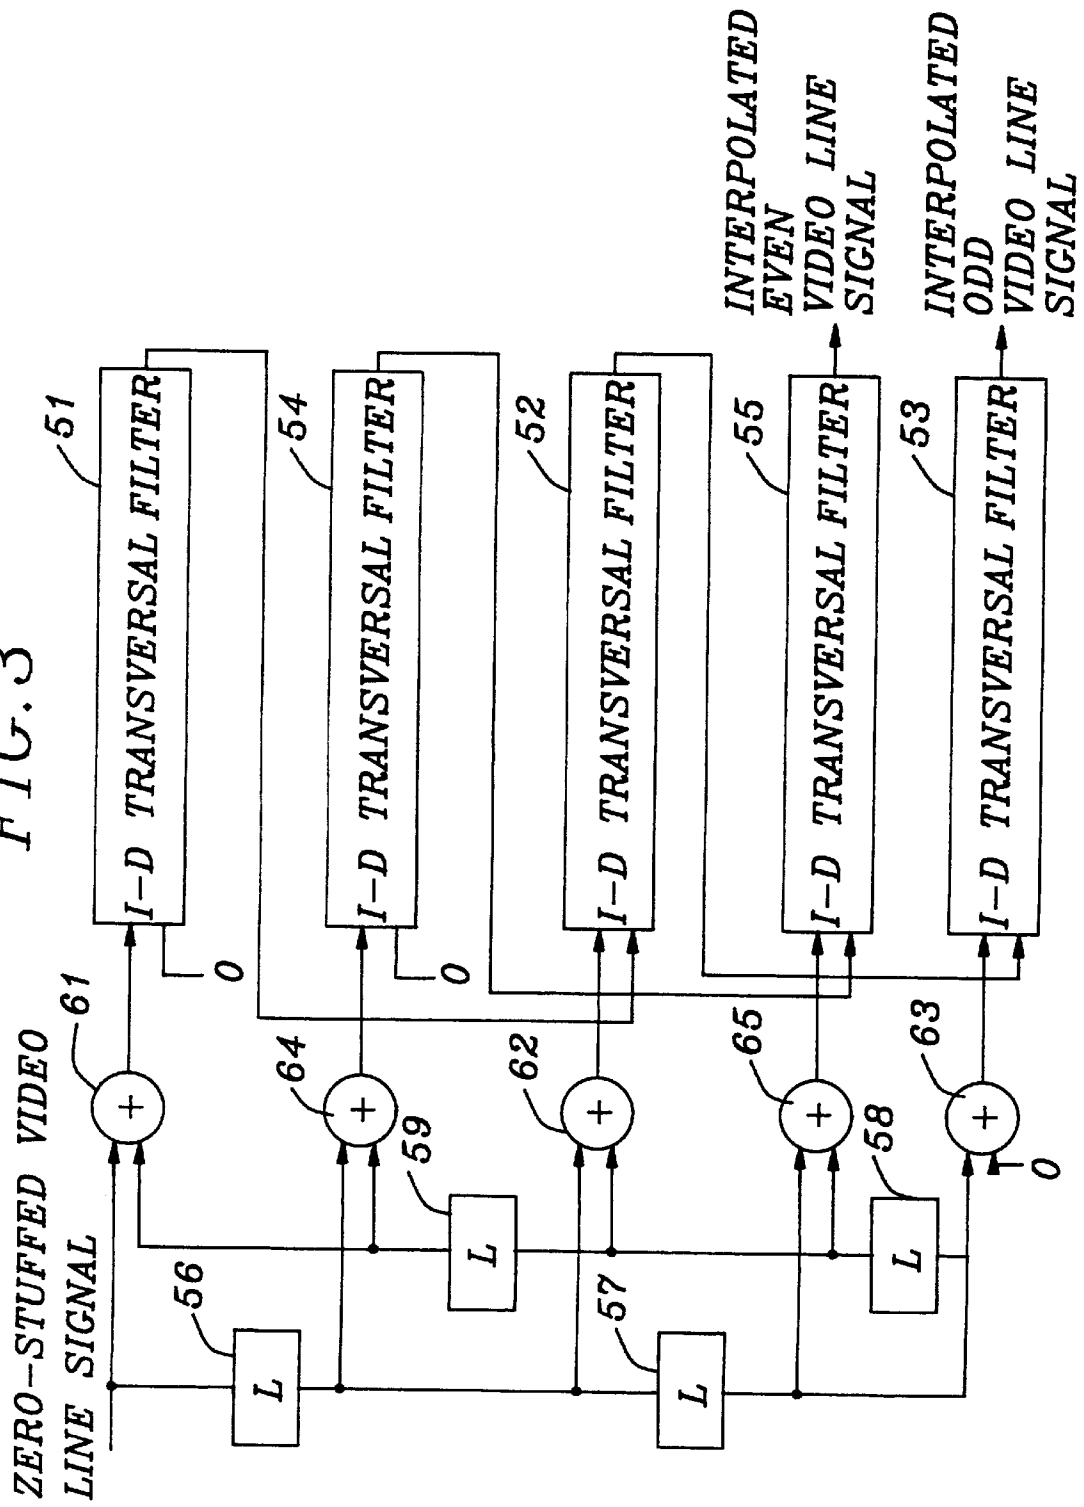 FIG.3
ZERO-STUFFED VIDEO
LINE SIGNAL
61
+
I-D TRANSVERSAL FILTER
51
0
56
L
64
+
I-D TRANSVERSAL FILTER
54
0
59
L
62
+
I-D TRANSVERSAL FILTER
52
57
L
65
+
I-D TRANSVERSAL FILTER
55
INTERPOLATED
EVEN
VIDEO LINE
SIGNAL
58
L
63
+
0
I-D TRANSVERSAL FILTER
53
INTERPOLATED
ODD
VIDEO LINE
SIGNAL